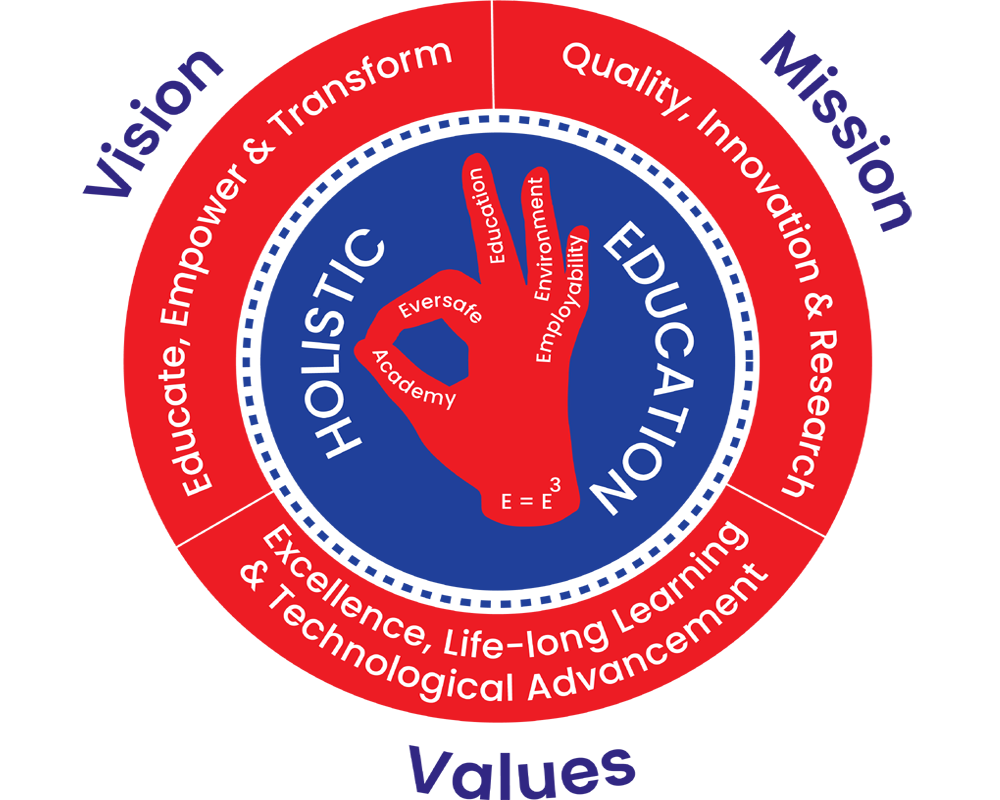 Vision
Mission
Educate, Empower & Transform
Quality, Innovation & Research
HOLISTIC
EDUCATION
Education
Environment
Employability
Eversafe
Academy
E = E³
Excellence, Life-long Learning
& Technological Advancement
Values